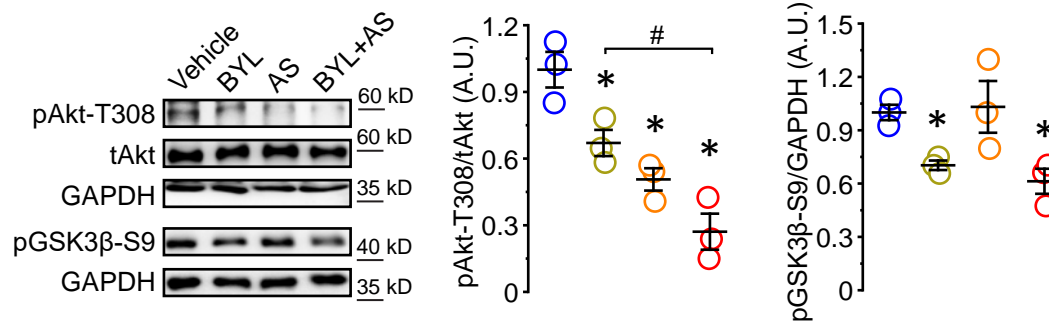 Vehicle
BYL
AS
BYL+AS
pAkt-T308
60 kD
tAkt
60 kD
GAPDH
35 kD
pGSK3β-S9
40 kD
GAPDH
35 kD
pAkt-T308/tAkt (A.U.)
1.2
0.9
0.6
0.3
0
*
#
*
*
pGSK3β-S9/GAPDH (A.U.)
1.5
1.2
0.9
0.6
0.3
0
*
*